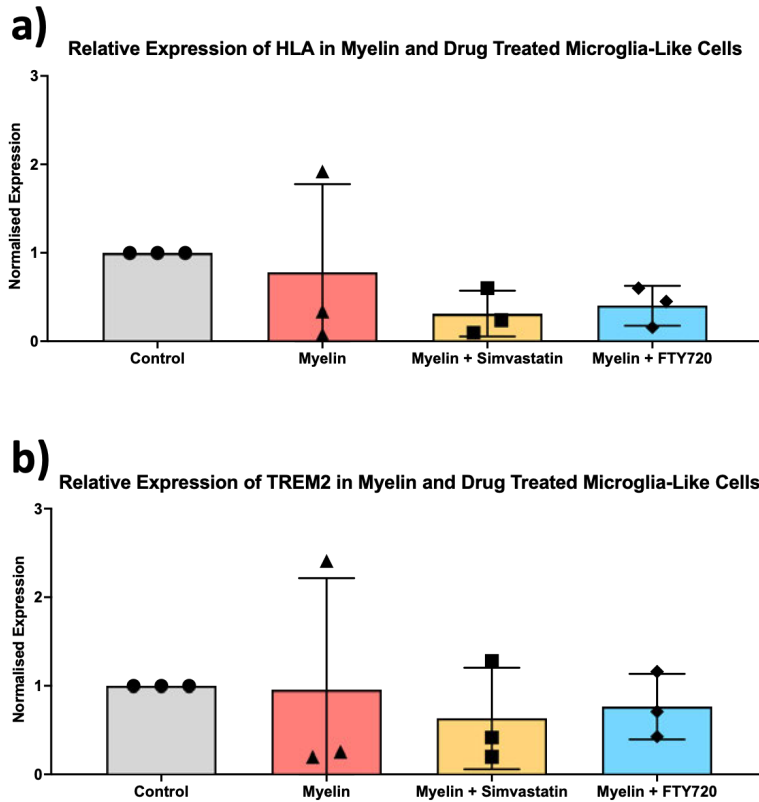 a)
Relative Expression of HLA in Myelin and Drug Treated Microglia-Like Cells
Normalised Expression
3
2
1
0
Control Myelin Myelin + Simvastatin Myelin + FTY720
b)
Relative Expression of TREM2 in Myelin and Drug Treated Microglia-Like Cells
Normalised Expression
3
2
1
0
Control Myelin Myelin + Simvastatin Myelin + FTY720